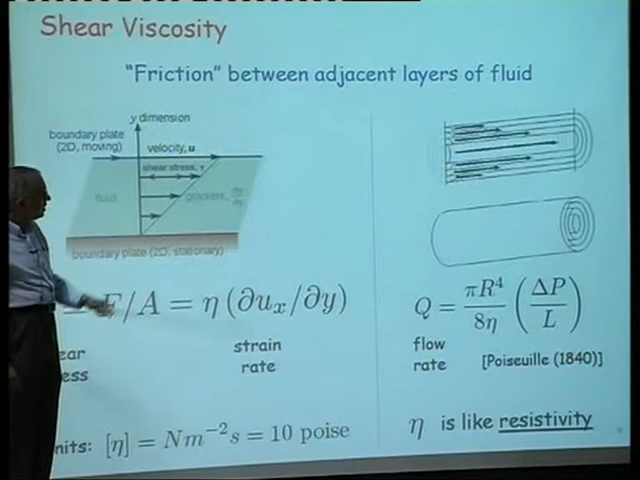 Shear Viscosity
"Friction" between adjacent layers of fluid
y dimension
boundary plate
(2D, moving)
velocity, u
shear stress, τ
fluid
gradient,
boundary plate (2D, stationary)
= F/A = η (∂uₓ/∂y)
ear
ess
strain
rate
nits: [η] = Nm⁻²s = 10 poise
Q = πR⁴/8η (ΔP/L)
flow
rate
[Poiseuille (1840)]
η is like resistivity